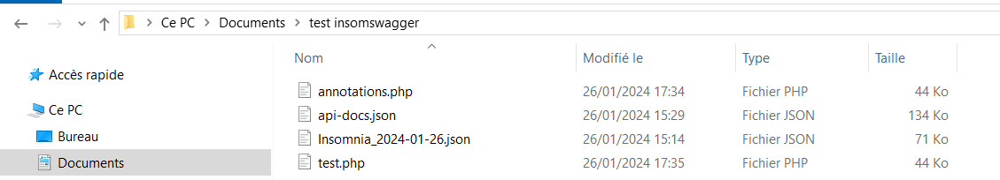 Ce PC Documents test insomswagger
Accès rapide
Ce PC
Bureau
Documents
Nom Modifié le Type Taille
annotations.php 26/01/2024 17:34 Fichier PHP 44 Ko
api-docs.json 26/01/2024 15:29 Fichier JSON 134 Ko
Insomnia_2024-01-26.json 26/01/2024 15:14 Fichier JSON 71 Ko
test.php 26/01/2024 17:35 Fichier PHP 44 Ko